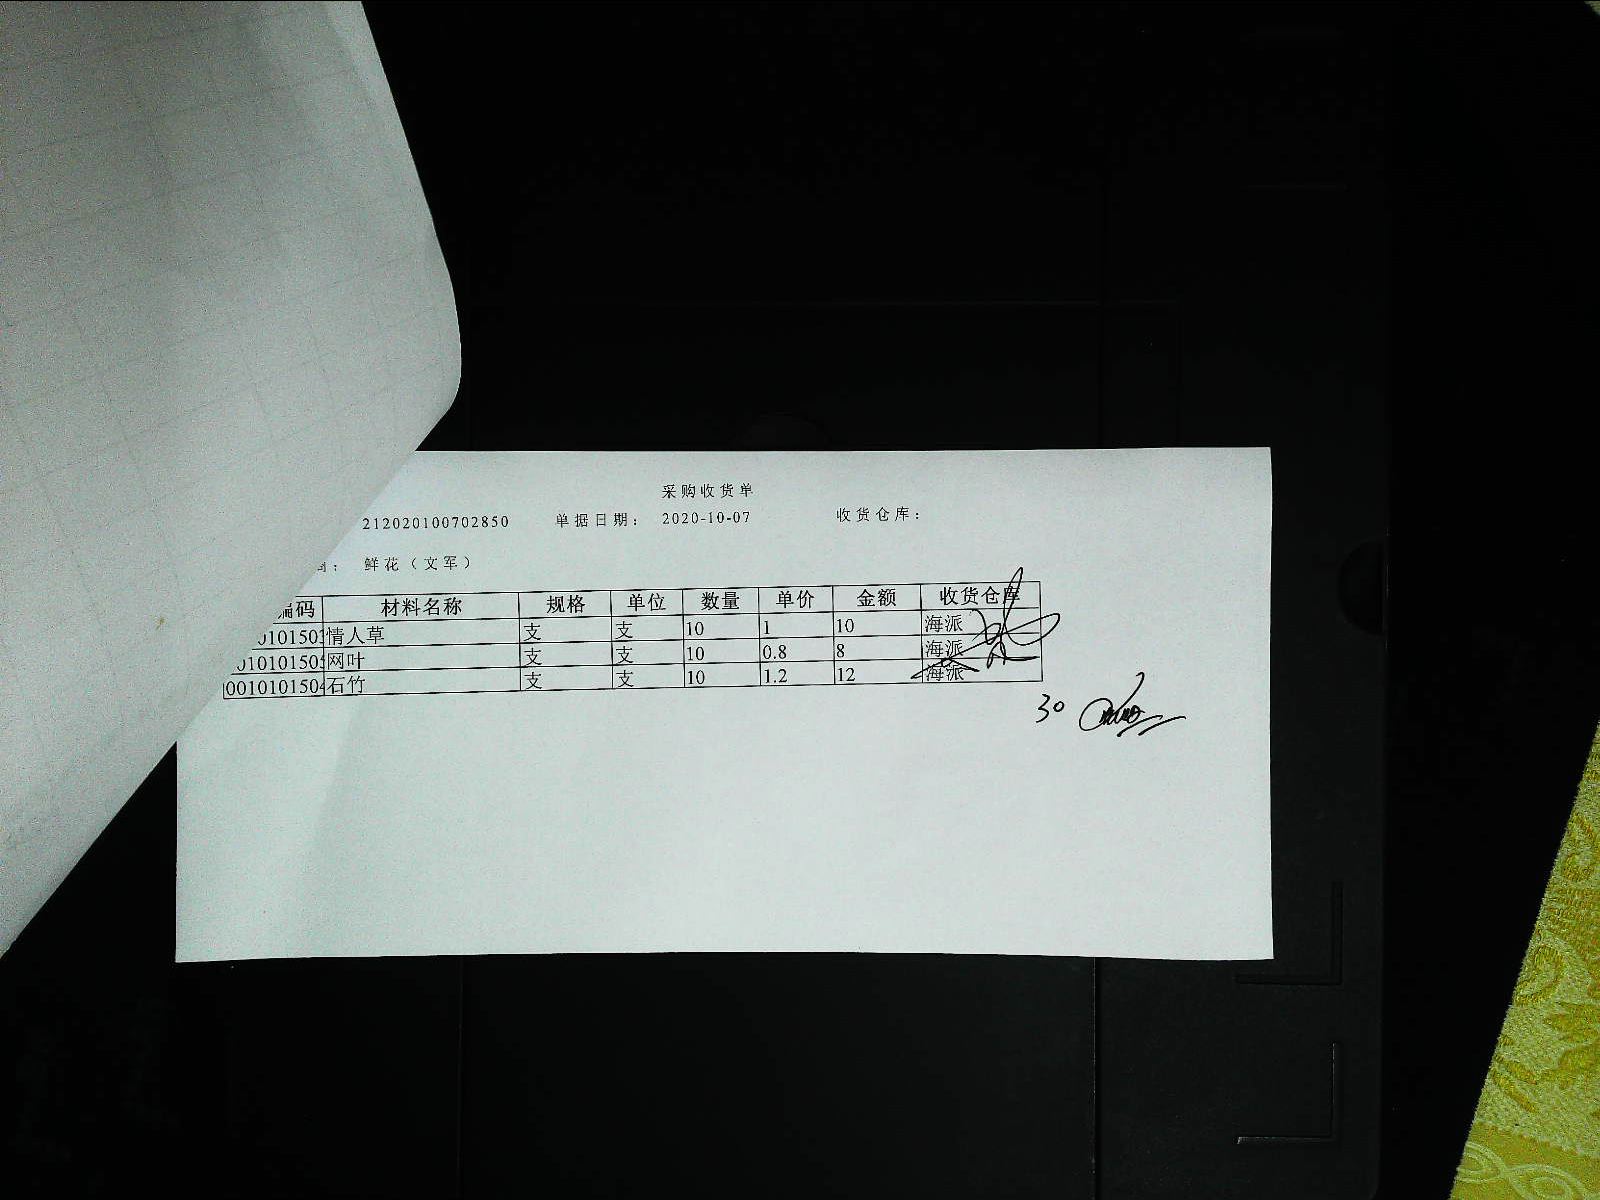 采购收货单
212020100702850 单据日期： 2020-10-07 收货仓库：
： 鲜花（文军）
编码 材料名称 规格 单位 数量 单价 金额 收货仓库
0101503 情人草 支 支 10 1 10 海派
010101505 网叶 支 支 10 0.8 8 海派
0010101504 石竹 支 支 10 1.2 12 海派
30